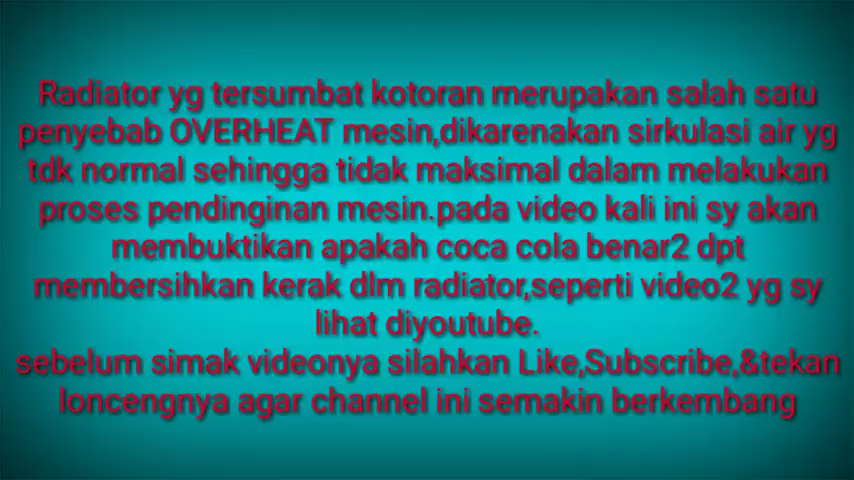 Radiator yg tersumbat kotoran merupakan salah satu
penyebab OVERHEAT mesin,dikarenakan sirkulasi air yg
tdk normal sehingga tidak maksimal dalam melakukan
proses pendinginan mesin.pada video kali ini sy akan
membuktikan apakah coca cola benar2 dpt
membersihkan kerak dlm radiator,seperti video2 yg sy
lihat diyoutube.
sebelum simak videonya silahkan Like,Subscribe,&tekan
loncengnya agar channel ini semakin berkembang